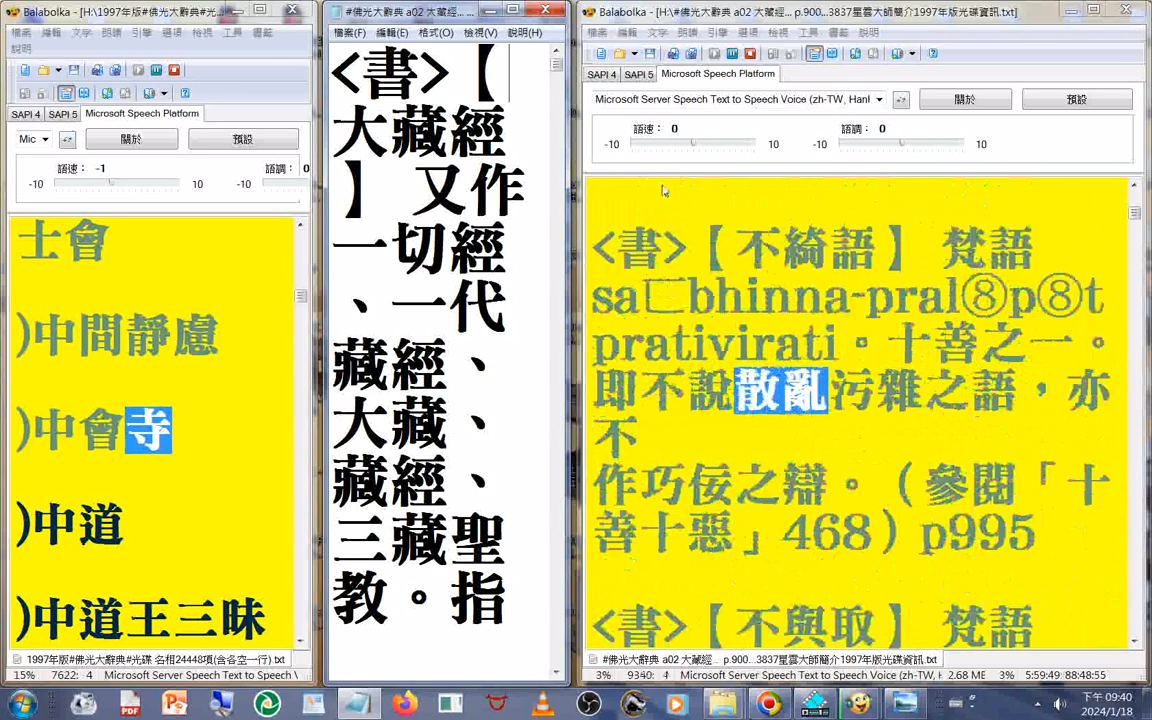 Balabolka - [H:\1997年版#佛光大辭典#光...
檔案 編輯 文字 朗讀 引擎 選項 檢視 工具 書籤
說明
SAPI 4 SAPI 5 Microsoft Speech Platform
Mic 關於 預設
語速： -1 語調： 0
-10 10 -10
士會
)中間靜慮
)中會寺
)中道
)中道王三昧
1997年版#佛光大辭典#光碟 名相24448項(含各空一行).txt
15% 7622: 4 Microsoft Server Speech Text to Speech V
#佛光大辭典 a02 大藏經... ...
檔案(F) 編輯(E) 格式(O) 檢視(V) 說明(H)
<書>【
大藏經
】 又作
一切經
、一代
藏經、
大藏、
藏經、
三藏聖
教。指
Balabolka - [H:\#佛光大辭典 a02 大藏經... p.900...3837星雲大師簡介1997年版光碟資訊.txt]
檔案 編輯 文字 朗讀 引擎 選項 檢視 工具 書籤 說明
SAPI 4 SAPI 5 Microsoft Speech Platform
Microsoft Server Speech Text to Speech Voice (zh-TW, Hanl 關於 預設
語速： 0 語調： 0
-10 10 -10 10
<書>【不綺語】 梵語
sa□bhinna-pral⑧p⑧t
prativirati。十善之一。
即不說散亂污雜之語，亦
不
作巧佞之辯。（參閱「十
善十惡」468）p995
<書>【不與取】 梵語
#佛光大辭典 a02 大藏經... p.900...3837星雲大師簡介1997年版光碟資訊.txt
3% 9340: 4 Microsoft Server Speech Text to Speech Voice (zh-TW, H 2.68 ME 3% 5:59:49 88:48:55
下午 09:40
2024/1/18